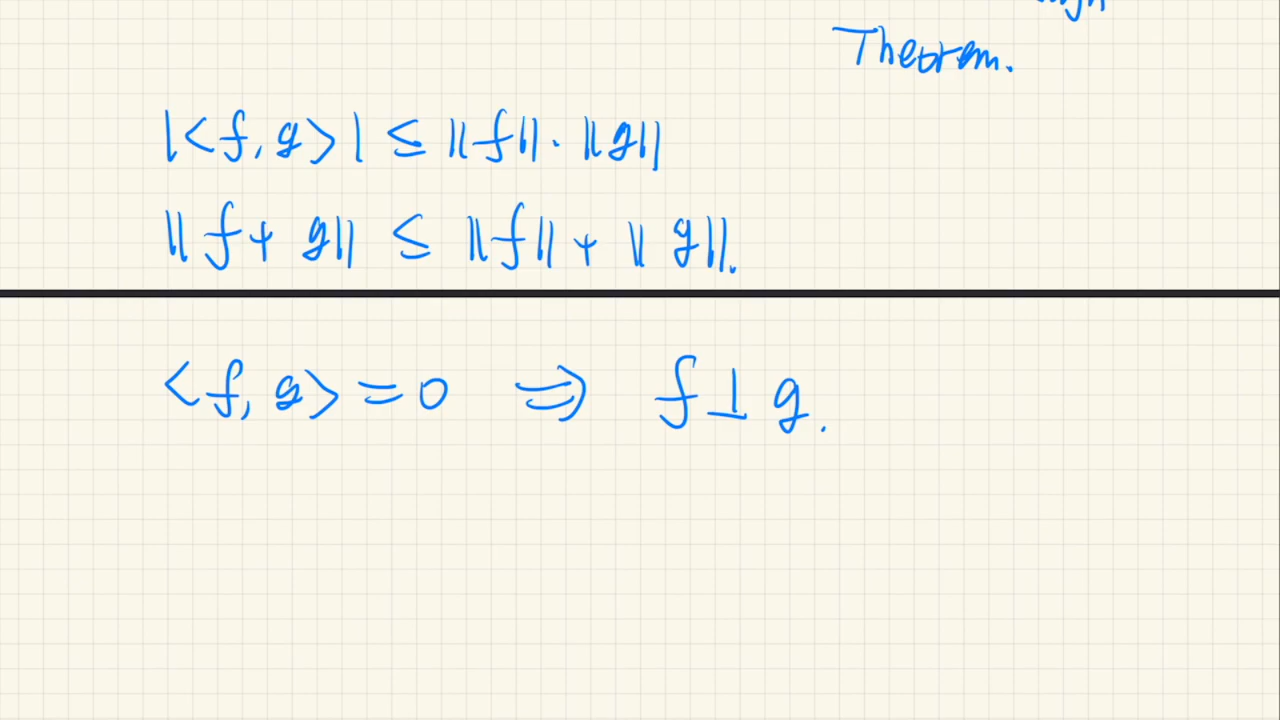 Theorem.
|<f, g>| ≤ ||f|| · ||g||
||f + g|| ≤ ||f|| + ||g||.
<f, g> = 0 ⇒ f ⊥ g.